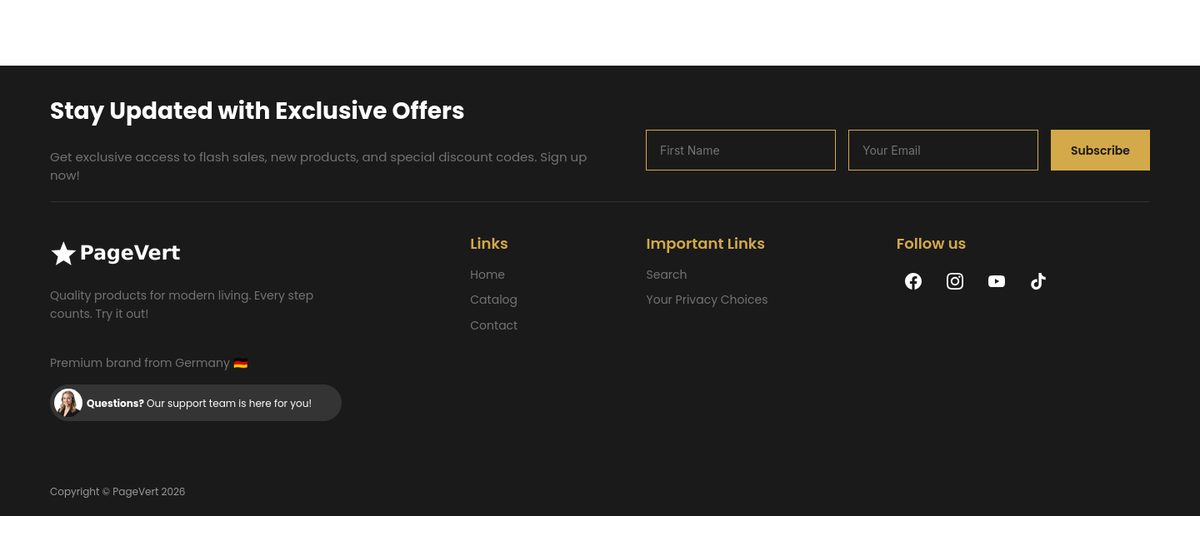 Stay Updated with Exclusive Offers
Get exclusive access to flash sales, new products, and special discount codes. Sign up
now!
First Name
Your Email
Subscribe
PageVert
Quality products for modern living. Every step
counts. Try it out!
Premium brand from Germany 🇩🇪
Questions? Our support team is here for you!
Links
Home
Catalog
Contact
Important Links
Search
Your Privacy Choices
Follow us
Copyright © PageVert 2026